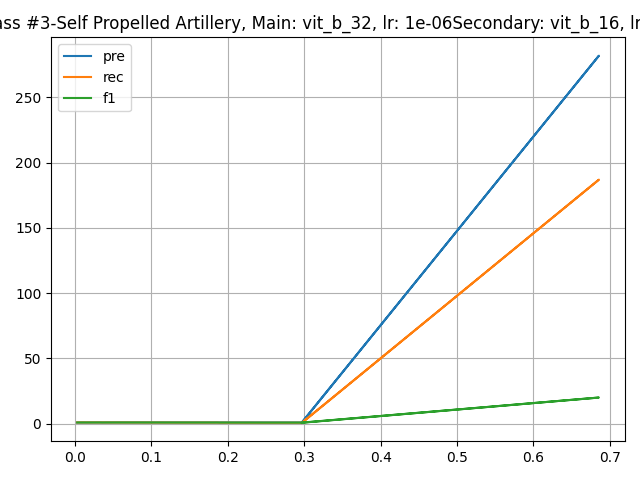 ass #3-Self Propelled Artillery, Main: vit_b_32, lr: 1e-06Secondary: vit_b_16, lr
pre
rec
f1
250
200
150
100
50
0
0.0 0.1 0.2 0.3 0.4 0.5 0.6 0.7